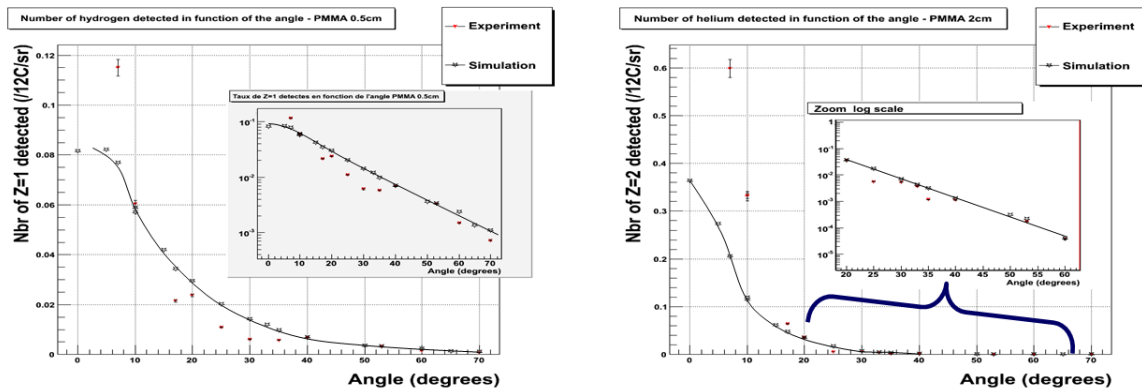 Number of hydrogen detected in function of the angle - PMMA 0.5cm
Experiment
Simulation
Nbr of Z=1 detected (/12C/sr)
0.12
0.1
0.08
0.06
0.04
0.02
0
0 10 20 30 40 50 60 70
Angle (degrees)
Taux de Z=1 detectes en fonction de l'angle PMMA 0.5cm
10-1
10-2
10-3
0 10 20 30 40 50 60 70
Angle (degrees)
Number of helium detected in function of the angle - PMMA 2cm
Experiment
Simulation
Nbr of Z=2 detected (/12C/sr)
0.6
0.5
0.4
0.3
0.2
0.1
0
0 10 20 30 40 50 60 70
Angle (degrees)
Zoom log scale
1
10-1
10-2
10-3
10-4
10-5
20 25 30 35 40 45 50 55 60
Angle (degrees)